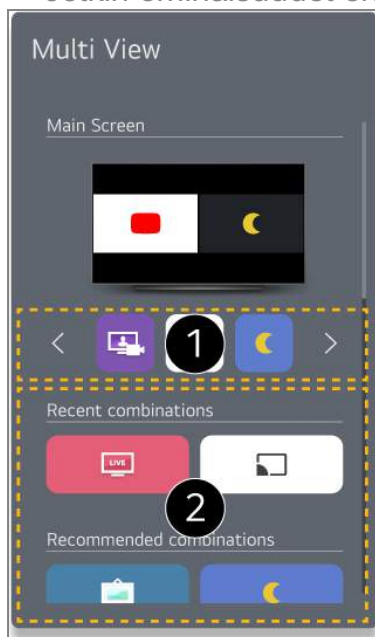 Multi View
Main Screen
1
Recent combinations
LIVE
2
Recommended combinations